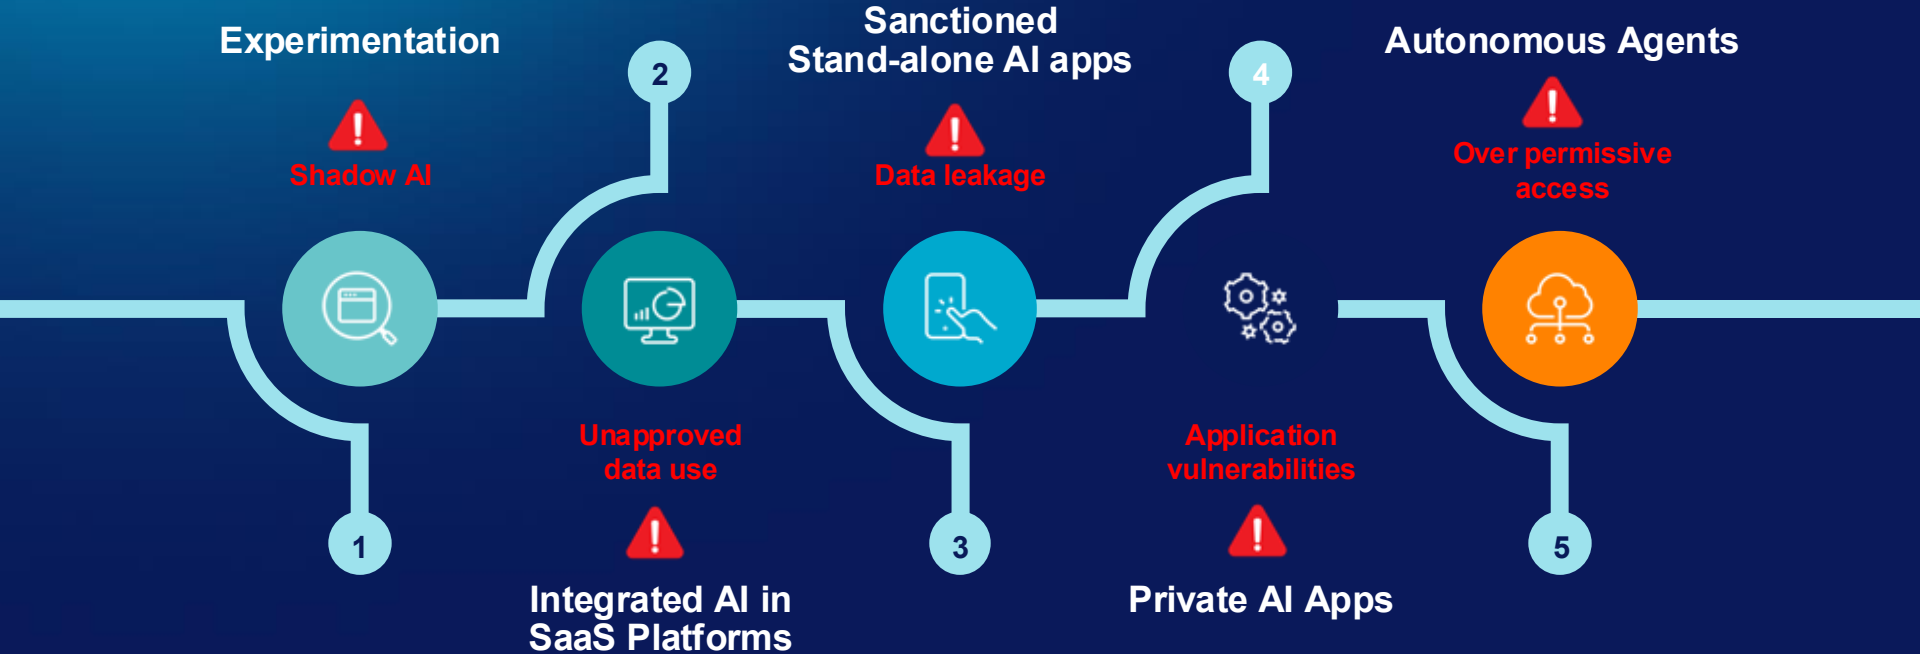 Experimentation
Shadow AI
1
2
Unapproved
data use
Integrated AI in
SaaS Platforms
Sanctioned
Stand-alone AI apps
Data leakage
3
4
Application
vulnerabilities
Private AI Apps
Autonomous Agents
Over permissive
access
5